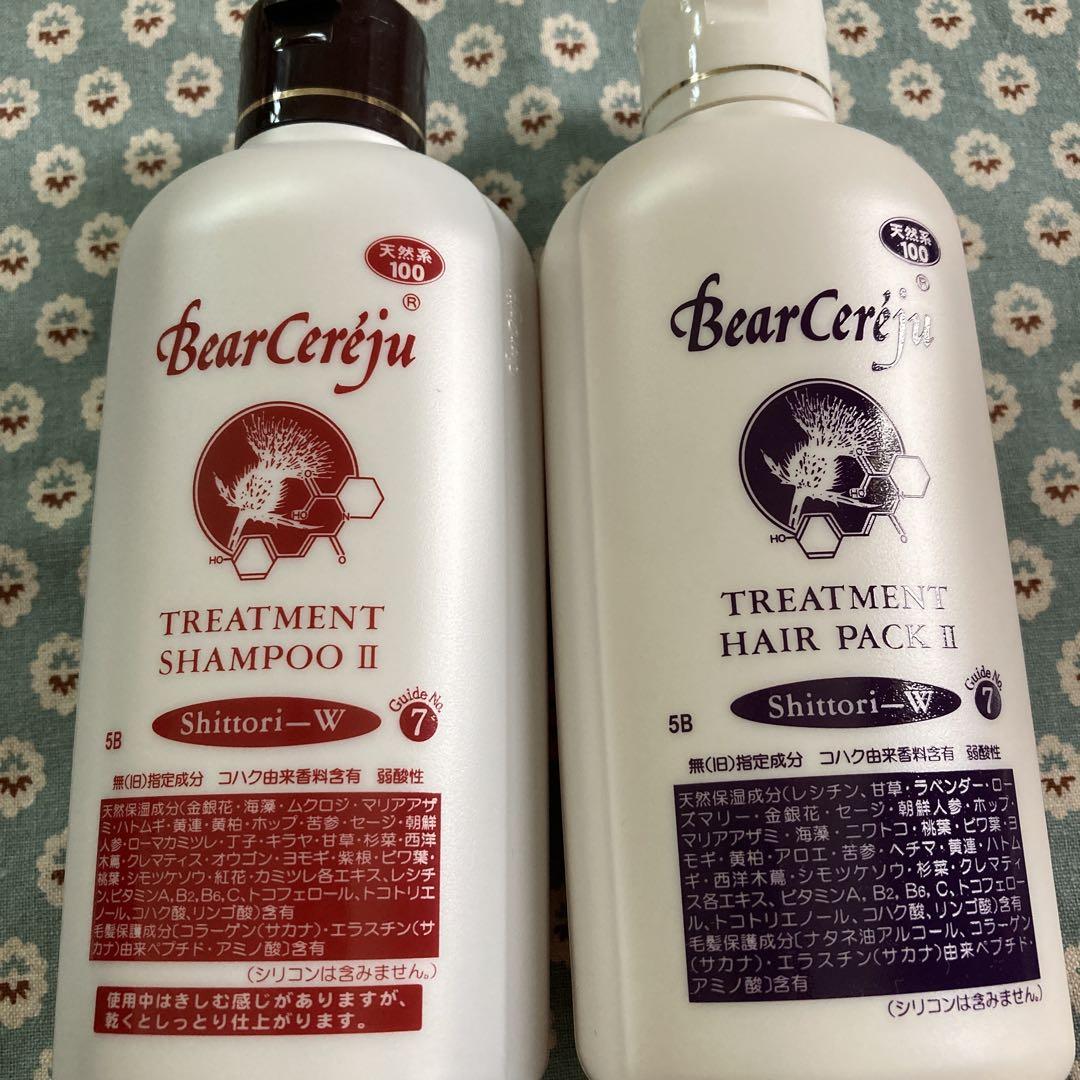 天然系
100
BearCeréju®
HO
HO
O
N
O
TREATMENT
SHAMPOO II
Shittori—W
Guide No.
7
5B
無(旧)指定成分 コハク由来香料含有 弱酸性
天然保湿成分(金銀花・海藻・ムクロジ・マリアアザ
ミ・ハトムギ・黄連・黄柏・ホップ・苦参・セージ・朝鮮
人参・ローマカミツレ・丁子・キラヤ・甘草・杉菜・西洋
木蔦・クレマティス・オウゴン・ヨモギ・紫根・ビワ葉・
桃葉・シモツケソウ・紅花・カミツレ各エキス、レシチ
ン、ビタミンA, B2, B6, C、トコフェロール、トコトリエ
ノール、コハク酸、リンゴ酸)含有
毛髪保護成分〔コラーゲン(サカナ)・エラスチン(サ
カナ)由来ペプチド・アミノ酸〕含有
(シリコンは含みません。)
使用中はきしむ感じがありますが、
乾くとしっとり仕上がります。
天然系
100
BearCeréju®
HO
HO
N
O
TREATMENT
HAIR PACK II
Shittori—W
Guide No.
7
5B
無(旧)指定成分 コハク由来香料含有 弱酸性
天然保湿成分(レシチン、甘草・ラベンダー・ロー
ズマリー・金銀花・セージ・朝鮮人参・ホップ・
マリアアザミ・海藻・ニワトコ・桃葉・ビワ葉・ヨ
モギ・黄柏・アロエ・苦参・ヘチマ・黄連・ハトム
ギ・西洋木蔦・シモツケソウ・杉菜・クレマティ
ス各エキス、ビタミンA, B2, B6, C、トコフェロー
ル、トコトリエノール、コハク酸、リンゴ酸)含有
毛髪保護成分〔ナタネ油アルコール、コラーゲン
(サカナ)・エラスチン(サカナ)由来ペプチド・
アミノ酸〕含有
(シリコンは含みません。)